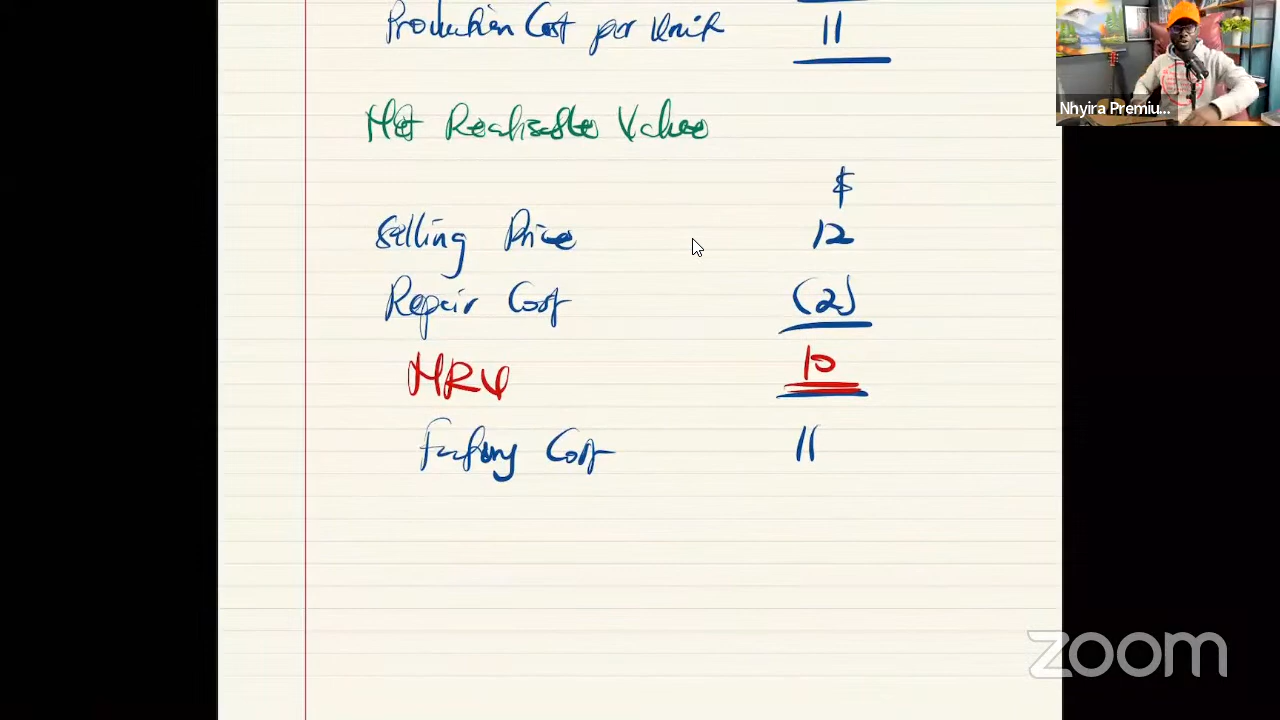 Production Cost per Unit 11
Nhyira Premiu...
Net Realisable Value
$
Selling Price 12
Repair Cost (2)
NRV 10
Cost 11
zoom